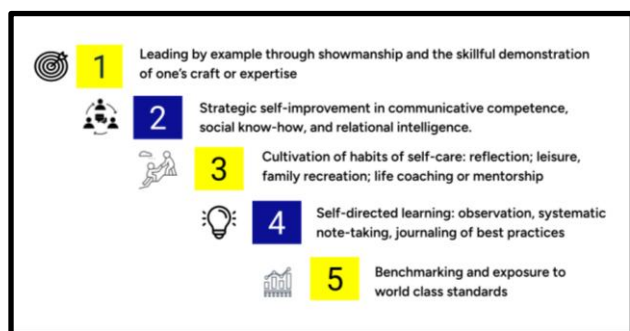 1
Leading by example through showmanship and the skillful demonstration
of one's craft or expertise
2
Strategic self-improvement in communicative competence,
social know-how, and relational intelligence.
3
Cultivation of habits of self-care: reflection; leisure,
family recreation; life coaching or mentorship
4
Self-directed learning: observation, systematic
note-taking, journaling of best practices
5
Benchmarking and exposure to
world class standards